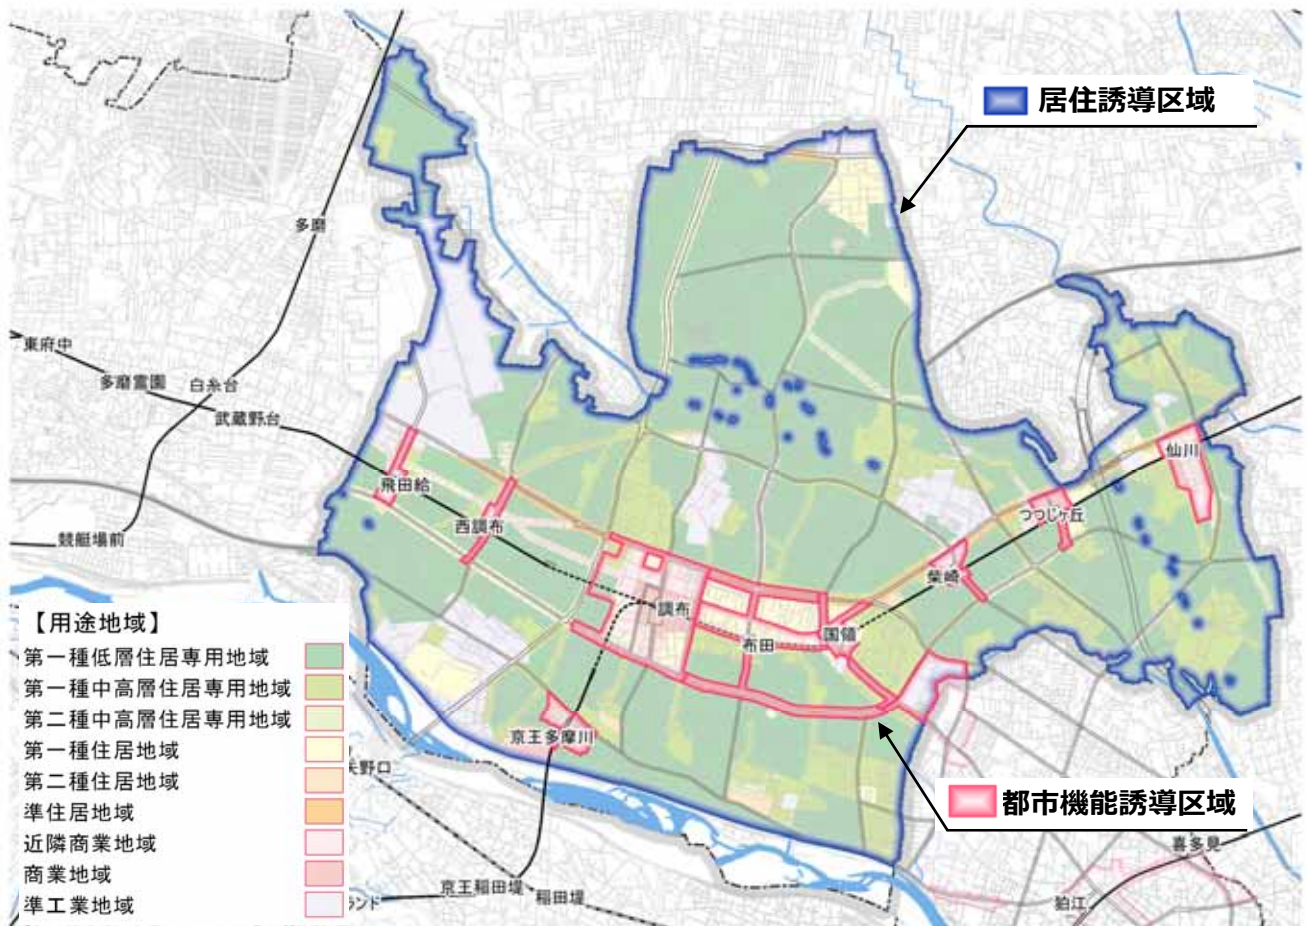 居住誘導区域
多磨
東府中
多磨霊園
白糸台
武蔵野台
仙川
飛田給
つつじヶ丘
西調布
競艇場前
柴崎
調布
国領
布田
【用途地域】
第一種低層住居専用地域
第一種中高層住居専用地域
第二種中高層住居専用地域
第一種住居地域
第二種住居地域
準住居地域
近隣商業地域
商業地域
準工業地域
京王多摩川
矢野口
都市機能誘導区域
喜多見
京王稲田堤
稲田堤
ランド
狛江